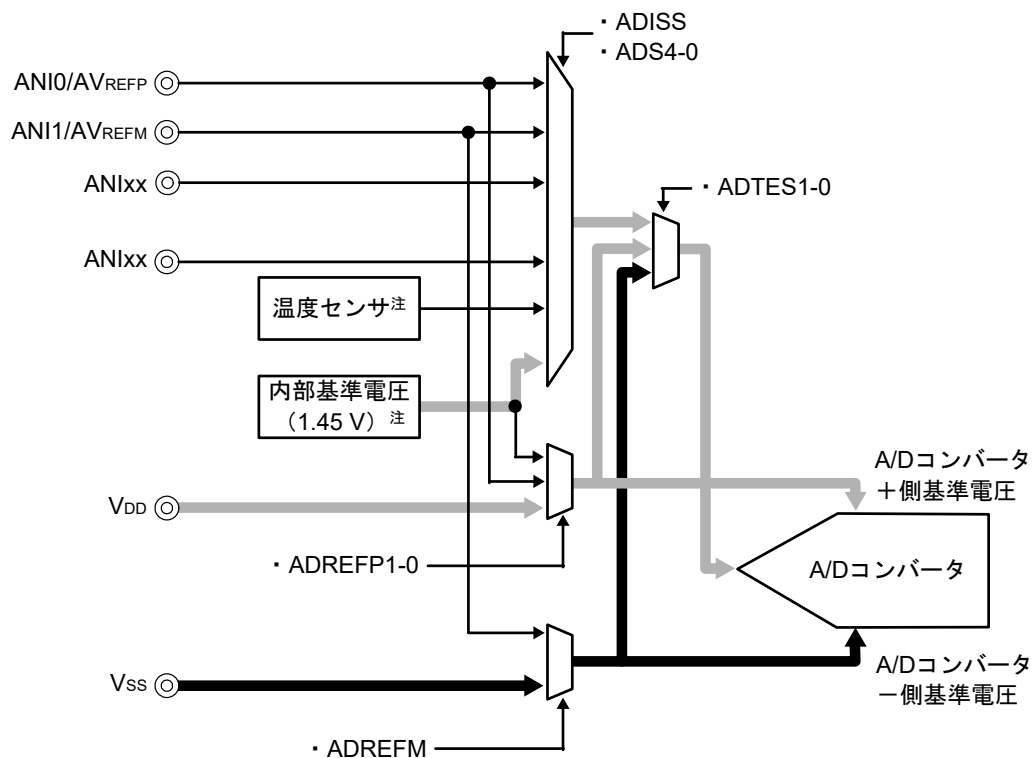 ・ADISS
・ADS4-0
ANI0/AVREFP
ANI1/AVREFM
ANIxx
・ADTES1-0
ANIxx
温度センサ注
内部基準電圧
（1.45 V）注
A/Dコンバータ
＋側基準電圧
VDD
・ADREFP1-0
A/Dコンバータ
VSS
A/Dコンバータ
－側基準電圧
・ADREFM